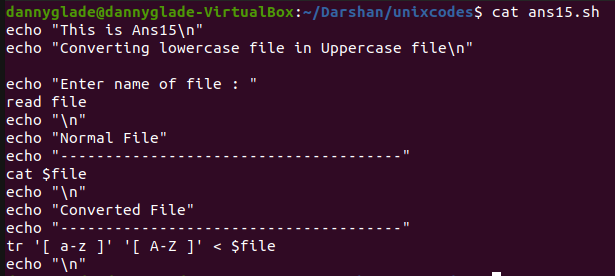 dannyglade@dannyglade-VirtualBox:~/Darshan/unixcodes$ cat ans15.sh
echo "This is Ans15\n"
echo "Converting lowercase file in Uppercase file\n"

echo "Enter name of file : "
read file
echo "\n"
echo "Normal File"
echo "--------------------------------------"
cat $file
echo "\n"
echo "Converted File"
echo "--------------------------------------"
tr '[ a-z ]' '[ A-Z ]' < $file
echo "\n"